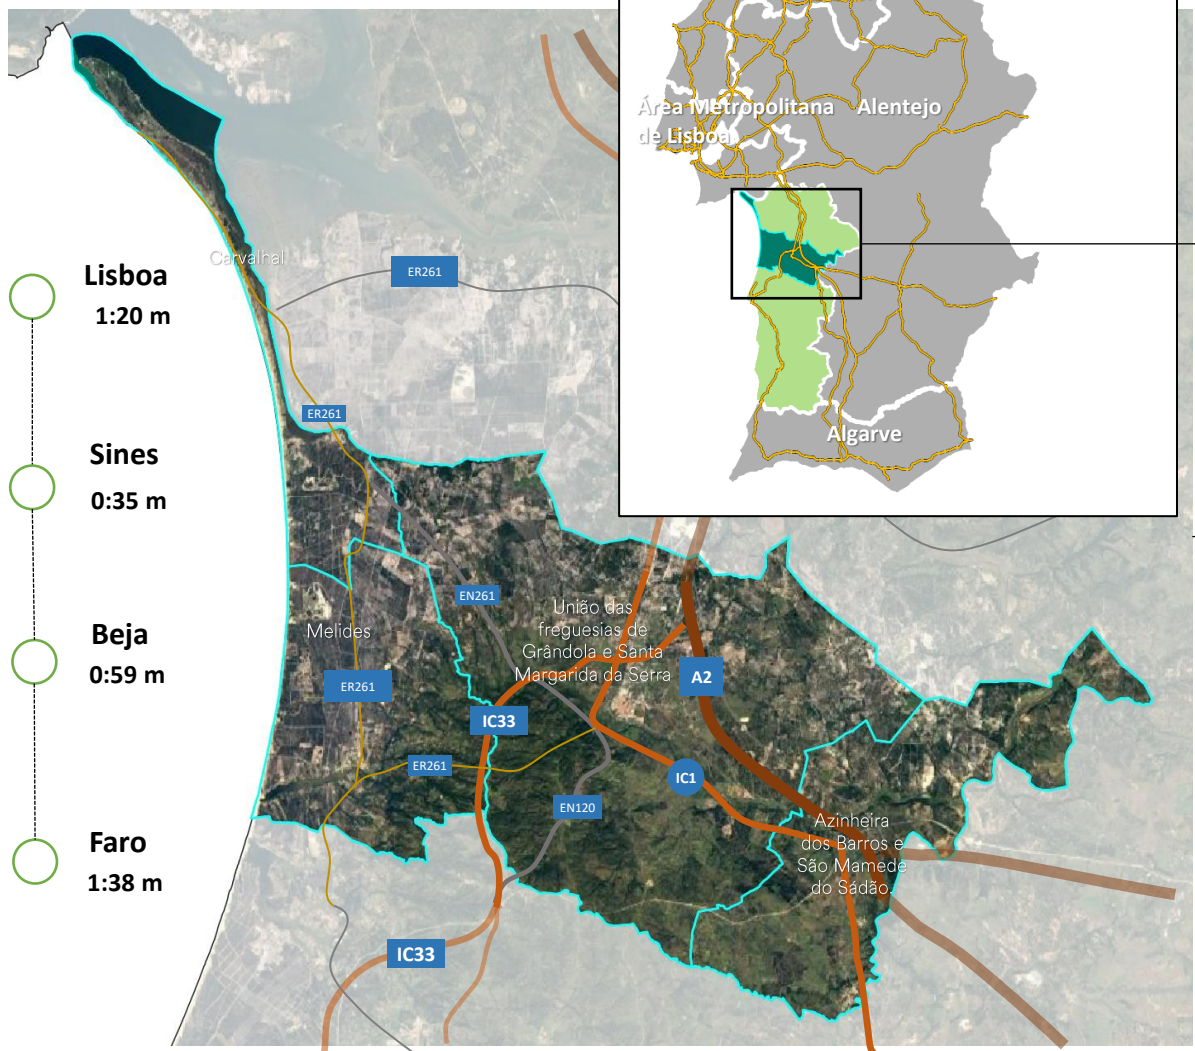 Área Metropolitana
de Lisboa
Alentejo
Algarve
Lisboa
1:20 m
Sines
0:35 m
Beja
0:59 m
Faro
1:38 m
Carvalhal
ER261
ER261
EN261
União das
freguesias de
Grândola e Santa
Margarida da Serra
Melides
ER261
A2
IC33
ER261
IC1
EN120
Azinheira
dos Barros e
São Mamede
do Sádão.
IC33